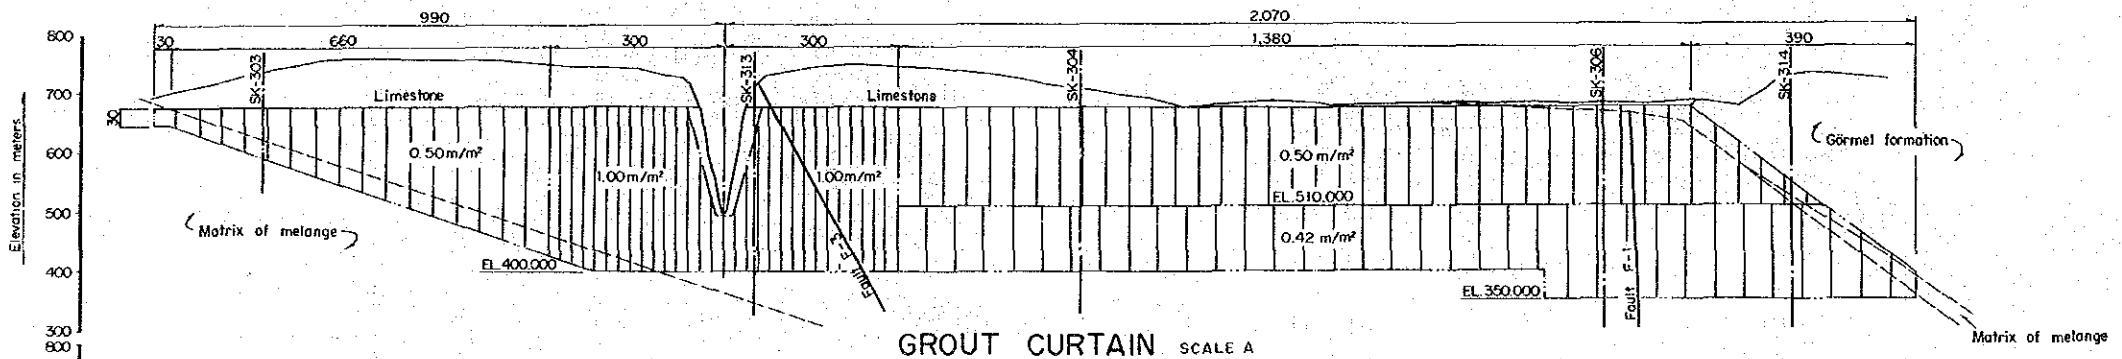 990
2.070
800
30
660
300
300
1,380
390
SK-303
SK-313
SK-304
SK-306
SK-314
700
Limestone
Limestone
30
Elevation in meters
600
0.50 m/m²
1.00 m/m²
1.00 m/m²
0.50 m/m²
Görmel formation
EL.510.000
500
Matrix of melange
0.42 m/m²
Fault F-3
Fault F-1
400
EL.400.000
EL.350.000
300
GROUT CURTAIN SCALE A
Matrix of melange
800